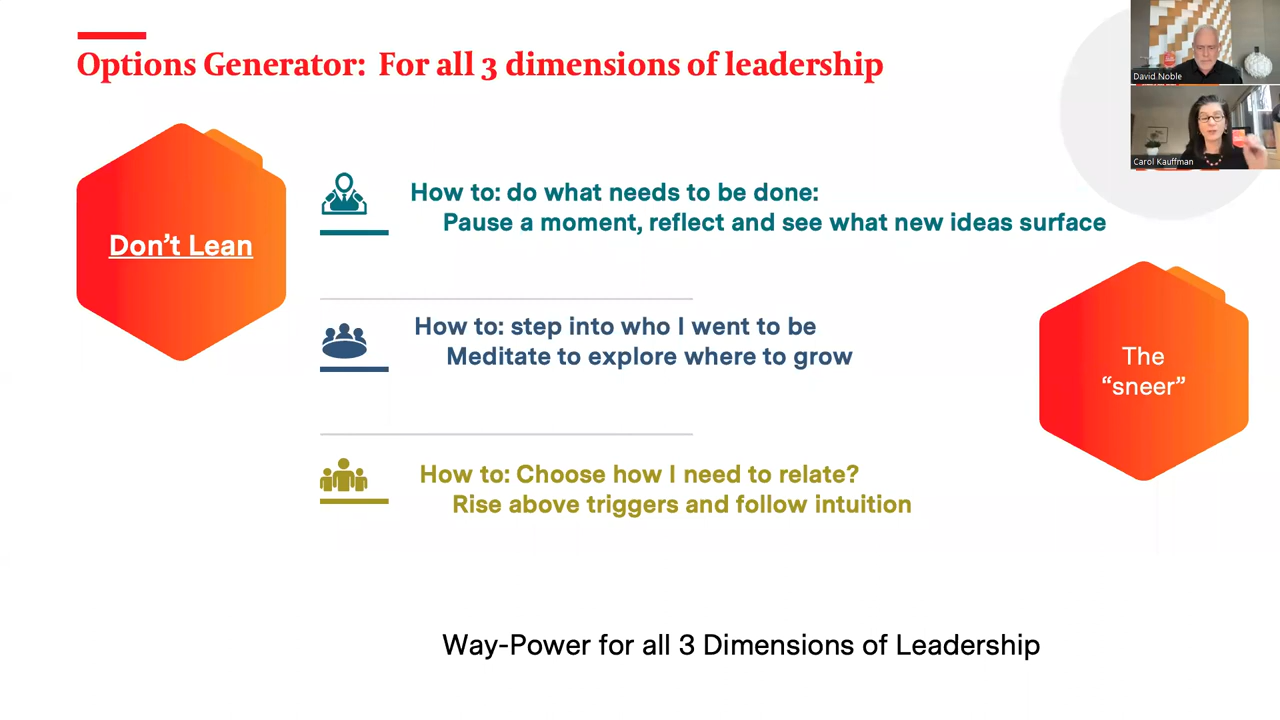 Options Generator: For all 3 dimensions of leadership
David Noble
Carol Kauffman
Don't Lean
How to: do what needs to be done:
Pause a moment, reflect and see what new ideas surface
How to: step into who I went to be
Meditate to explore where to grow
The
“sneer”
How to: Choose how I need to relate?
Rise above triggers and follow intuition
Way-Power for all 3 Dimensions of Leadership